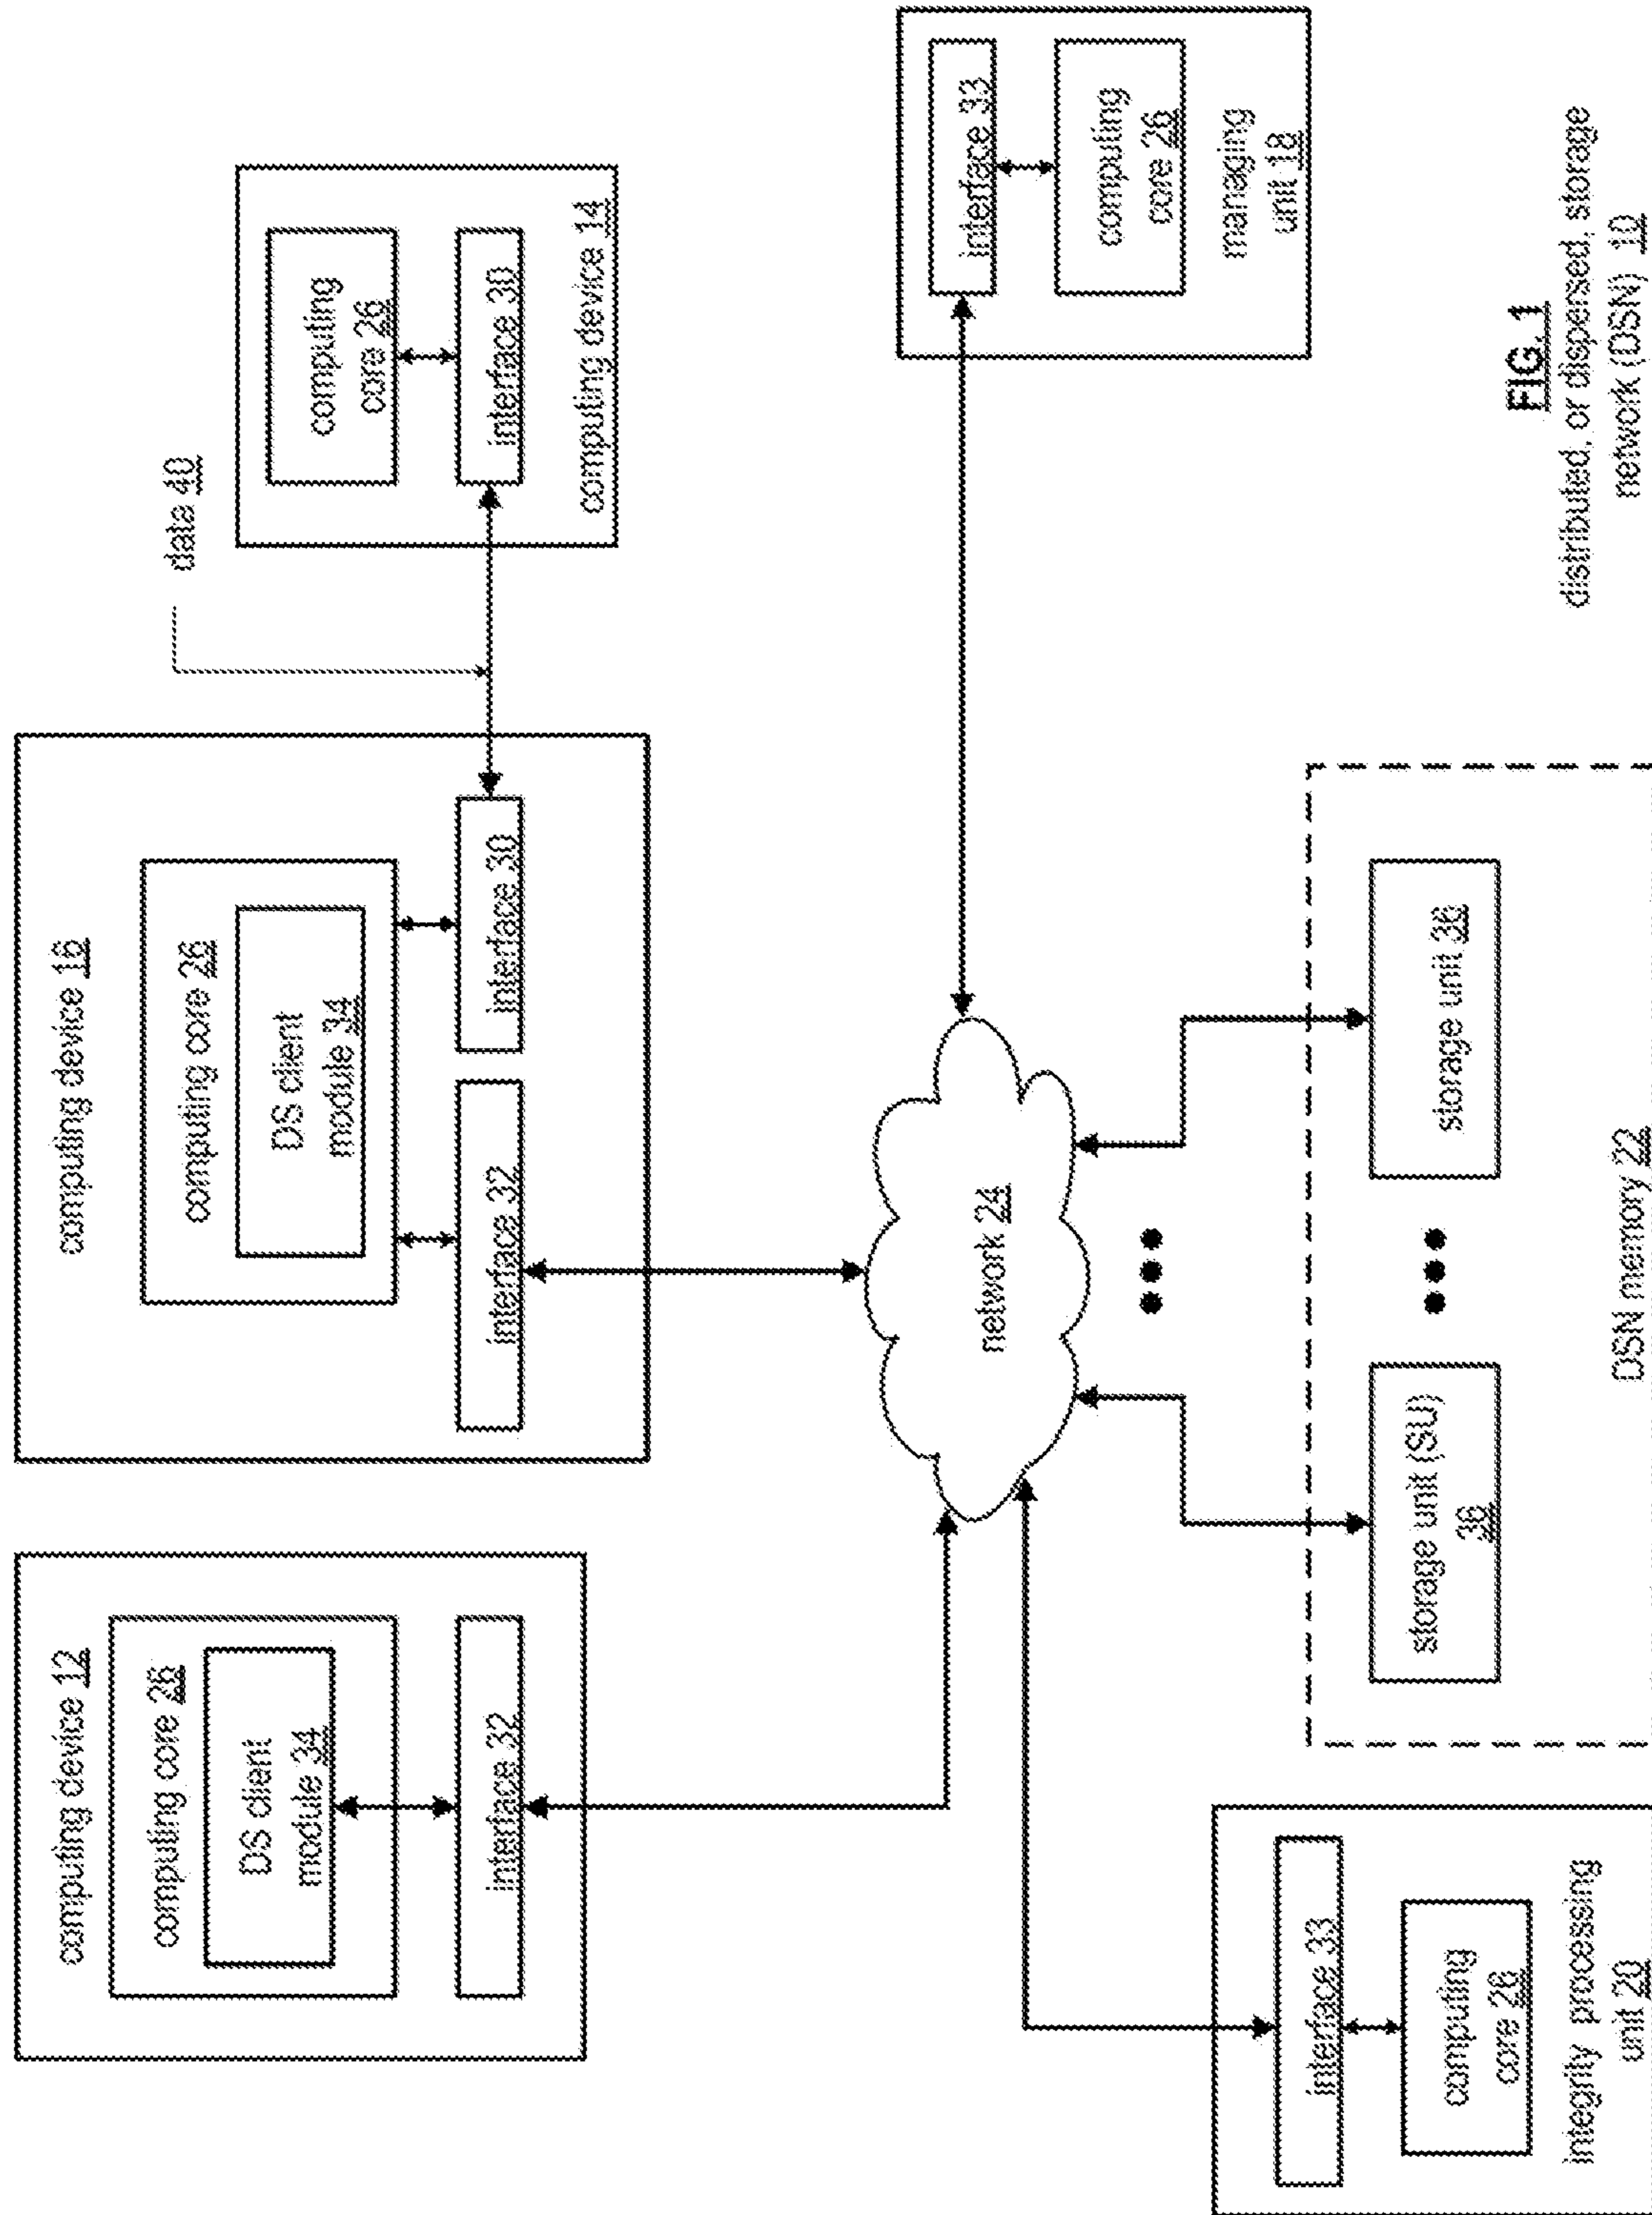 computing device 12
computing core 26
DS client
module 34
interface 32
computing device 16
computing core 26
DS client
module 34
interface 32
interface 30
data 40
computing
core 26
interface 30
computing device 14
network 24
interface 33
computing
core 26
managing
unit 18
interface 33
computing
core 26
integrity processing
unit 20
storage unit (SU)
36
storage unit 36
DSN memory 22
FIG. 1
distributed, or dispersed, storage
network (DSN) 10